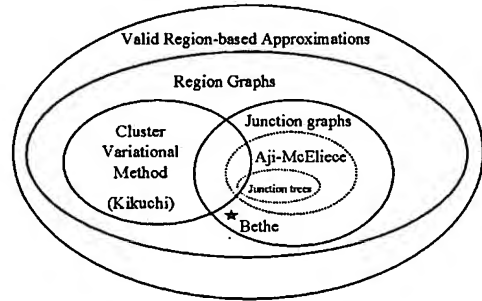 Valid Region-based Approximations
Region Graphs
Cluster
Variational
Method
(Kikuchi)
Junction graphs
Aji-McEliece
Junction trees
Bethe